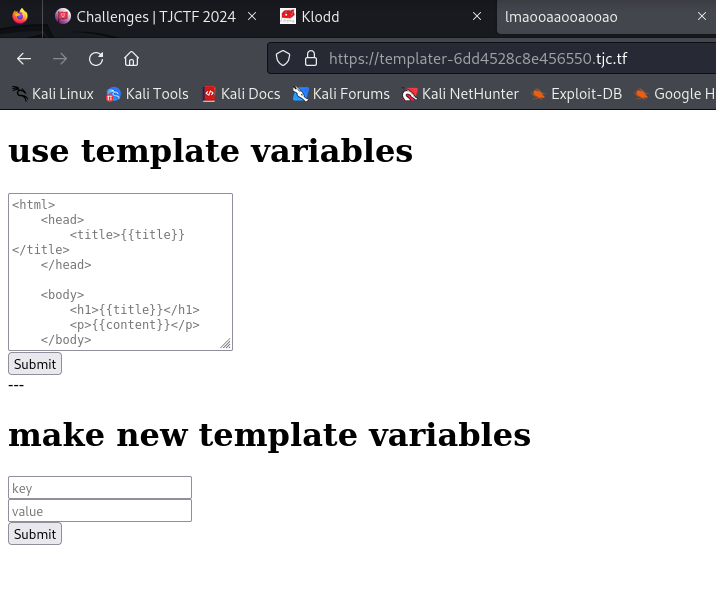 Challenges | TJCTF 2024
Klodd
lmaooaaooaooao
https://templater-6dd4528c8e456550.tjc.tf
Kali Linux
Kali Tools
Kali Docs
Kali Forums
Kali NetHunter
Exploit-DB
Google H
use template variables
<html>
<head>
<title>{{title}}
</title>
</head>
<body>
<h1>{{title}}</h1>
<p>{{content}}</p>
</body>
Submit
---
make new template variables
key
value
Submit